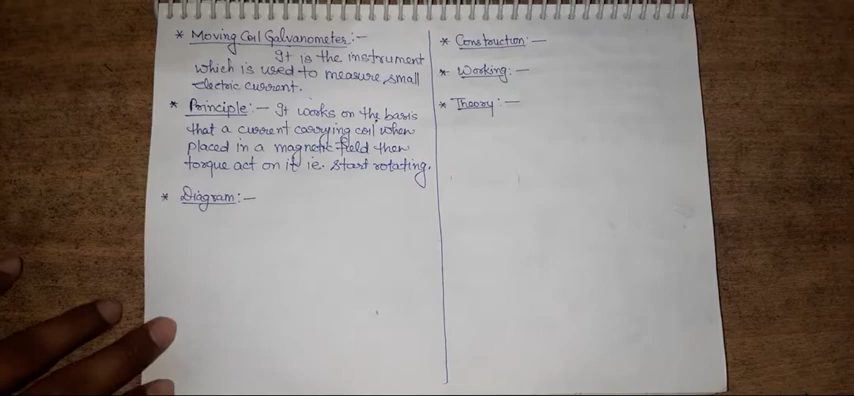 * Moving Coil Galvanometer:-
It is the instrument
which is used to measure small
electric current.
* Principle:- It works on the basis
that a current carrying coil when
placed in a magnetic field then
torque act on it ie. start rotating.
* Diagram:-
* Construction:-
* Working:-
* Theory:-